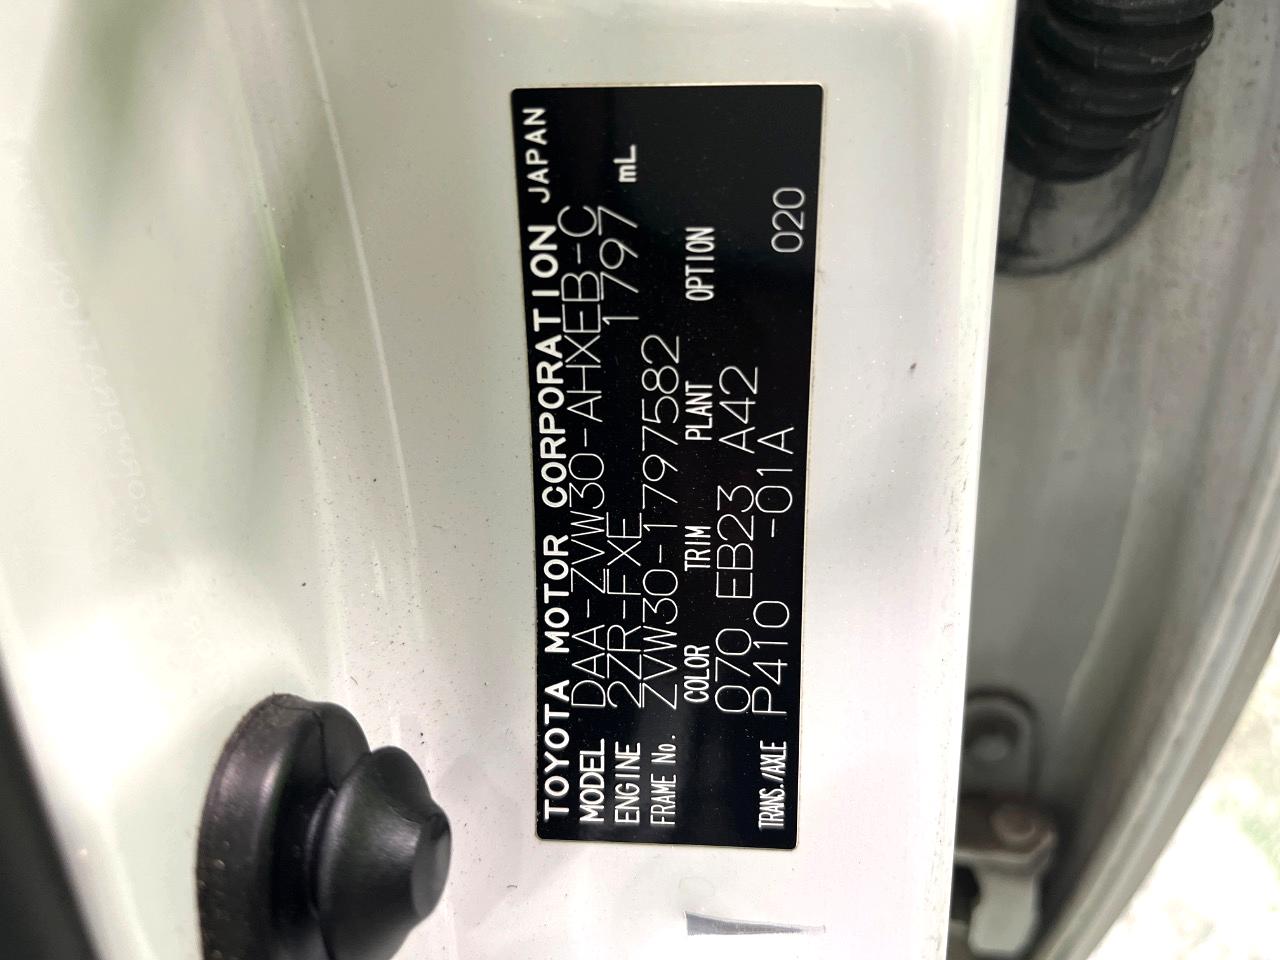 TOYOTA MOTOR CORPORATION JAPAN
MODEL DAA-ZVW30-AHXEB-C
ENGINE 2ZR-FXE 1797 mL
FRAME No. ZVW30-1797582
COLOR TRIM PLANT OPTION
070 EB23 A42
TRANS./AXLE P410 -01A 020